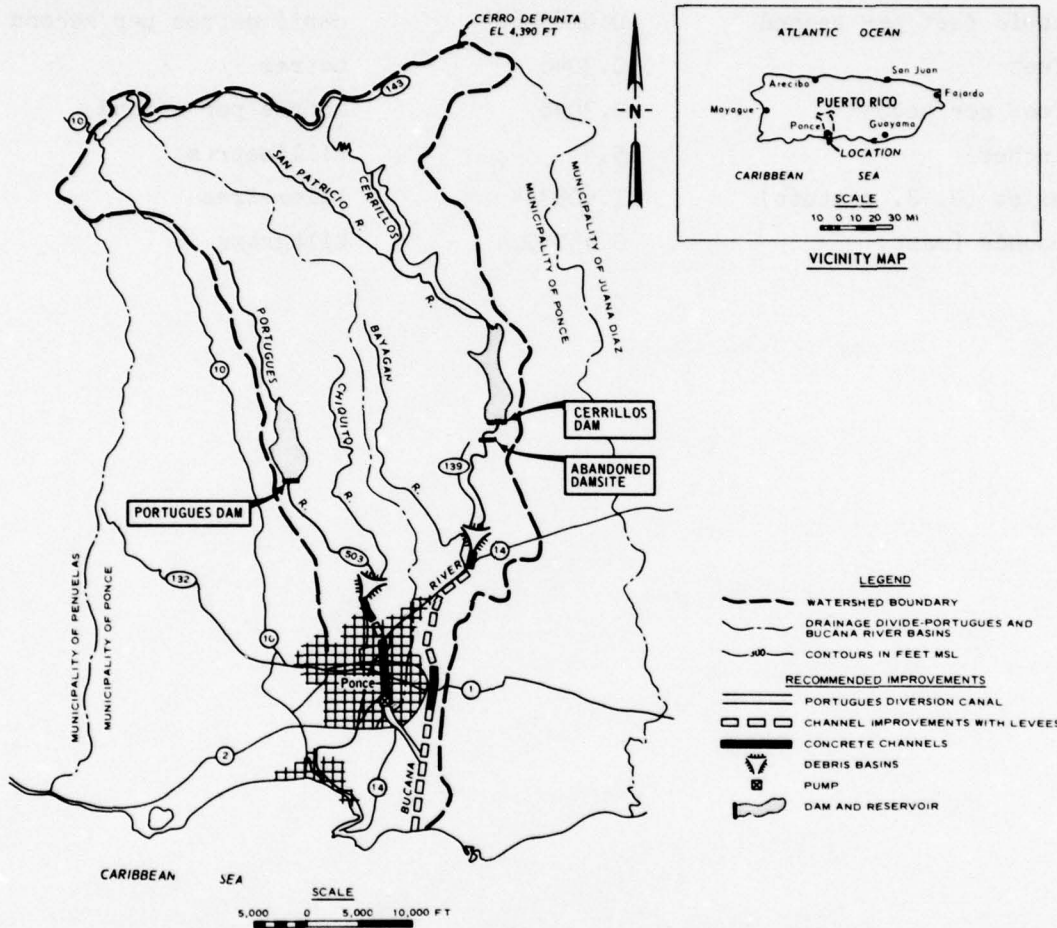 CERRO DE PUNTA
EL 4,390 FT
N
143
10
SAN PATRICIO R.
CERRILLOS
R.
MUNICIPALITY OF JUANA DIAZ
MUNICIPALITY OF PONCE
PORTUGUES
10
BAYAGAN
CHIQUITO
CERRILLOS
DAM
ABANDONED
DAMSITE
139
R.
R.
PORTUGUES DAM
R.
503
14
RIVER
132
MUNICIPALITY OF PENUELAS
MUNICIPALITY OF PONCE
10
Ponce
1
2
14
BUCANA
CARIBBEAN SEA
SCALE
5,000 0 5,000 10,000 FT
ATLANTIC OCEAN
San Juan
Arecibo
Fajardo
Mayague
PUERTO RICO
Ponce
Guayama
LOCATION
CARIBBEAN SEA
SCALE
10 0 10 20 30 MI
VICINITY MAP
LEGEND
WATERSHED BOUNDARY
DRAINAGE DIVIDE-PORTUGUES AND
BUCANA RIVER BASINS
300 CONTOURS IN FEET MSL
RECOMMENDED IMPROVEMENTS
PORTUGUES DIVERSION CANAL
CHANNEL IMPROVEMENTS WITH LEVEES
CONCRETE CHANNELS
DEBRIS BASINS
PUMP
DAM AND RESERVOIR